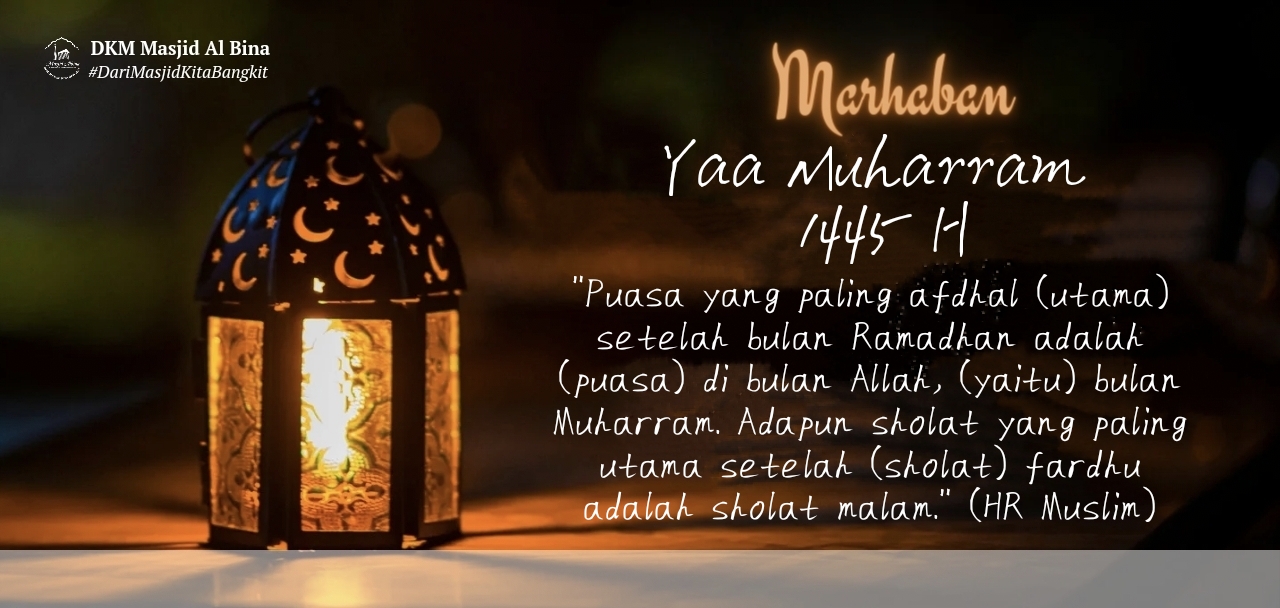 DKM Masjid Al Bina
#DariMasjidKitaBangkit
Marhaban
Yaa Muharram
1445 H
"Puasa yang paling afdhal (utama)
setelah bulan Ramadhan adalah
(puasa) di bulan Allah, (yaitu) bulan
Muharram. Adapun sholat yang paling
utama setelah (sholat) fardhu
adalah sholat malam." (HR Muslim)